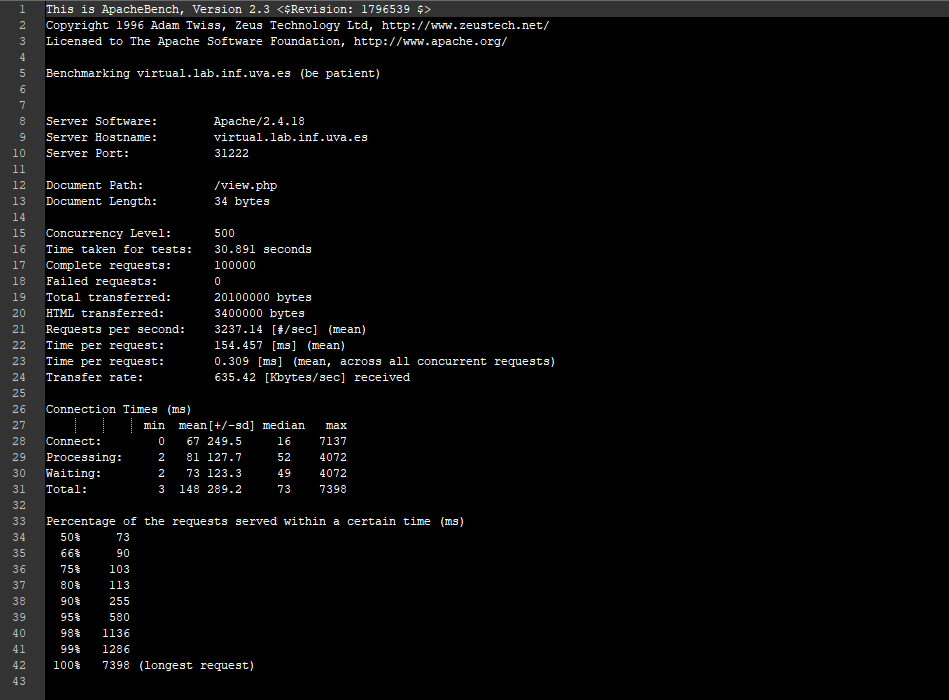 1 This is ApacheBench, Version 2.3 <$Revision: 1796539 $>
2 Copyright 1996 Adam Twiss, Zeus Technology Ltd, http://www.zeustech.net/
3 Licensed to The Apache Software Foundation, http://www.apache.org/
4
5 Benchmarking virtual.lab.inf.uva.es (be patient)
6
7
8 Server Software:        Apache/2.4.18
9 Server Hostname:        virtual.lab.inf.uva.es
10 Server Port:            31222
11
12 Document Path:          /view.php
13 Document Length:        34 bytes
14
15 Concurrency Level:      500
16 Time taken for tests:   30.891 seconds
17 Complete requests:      100000
18 Failed requests:        0
19 Total transferred:      20100000 bytes
20 HTML transferred:       3400000 bytes
21 Requests per second:    3237.14 [#/sec] (mean)
22 Time per request:       154.457 [ms] (mean)
23 Time per request:       0.309 [ms] (mean, across all concurrent requests)
24 Transfer rate:          635.42 [Kbytes/sec] received
25
26 Connection Times (ms)
27               min  mean[+/-sd] median   max
28 Connect:        0   67 249.5     16    7137
29 Processing:     2   81 127.7     52    4072
30 Waiting:        2   73 123.3     49    4072
31 Total:          3  148 289.2     73    7398
32
33 Percentage of the requests served within a certain time (ms)
34   50%     73
35   66%     90
36   75%    103
37   80%    113
38   90%    255
39   95%    580
40   98%   1136
41   99%   1286
42  100%   7398 (longest request)
43